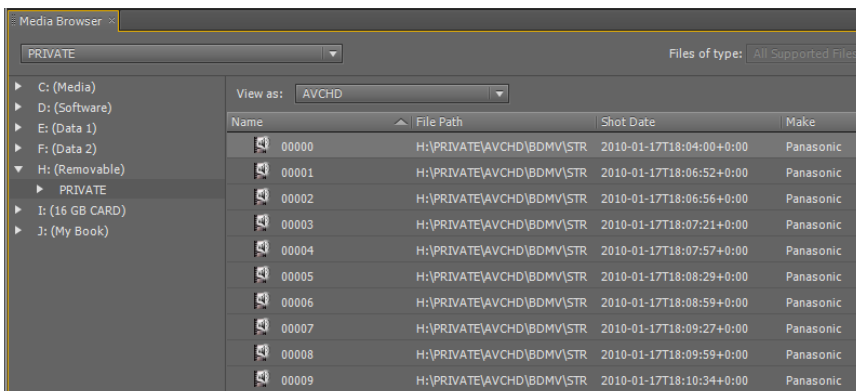 Media Browser ×
PRIVATE Files of type: All Supported Files
C: (Media)
D: (Software)
E: (Data 1)
F: (Data 2)
H: (Removable)
PRIVATE
I: (16 GB CARD)
J: (My Book)
View as: AVCHD
Name File Path Shot Date Make
00000 H:\PRIVATE\AVCHD\BDMV\STR 2010-01-17T18:04:00+0:00 Panasonic
00001 H:\PRIVATE\AVCHD\BDMV\STR 2010-01-17T18:06:52+0:00 Panasonic
00002 H:\PRIVATE\AVCHD\BDMV\STR 2010-01-17T18:06:56+0:00 Panasonic
00003 H:\PRIVATE\AVCHD\BDMV\STR 2010-01-17T18:07:21+0:00 Panasonic
00004 H:\PRIVATE\AVCHD\BDMV\STR 2010-01-17T18:07:57+0:00 Panasonic
00005 H:\PRIVATE\AVCHD\BDMV\STR 2010-01-17T18:08:29+0:00 Panasonic
00006 H:\PRIVATE\AVCHD\BDMV\STR 2010-01-17T18:08:59+0:00 Panasonic
00007 H:\PRIVATE\AVCHD\BDMV\STR 2010-01-17T18:09:27+0:00 Panasonic
00008 H:\PRIVATE\AVCHD\BDMV\STR 2010-01-17T18:09:59+0:00 Panasonic
00009 H:\PRIVATE\AVCHD\BDMV\STR 2010-01-17T18:10:34+0:00 Panasonic